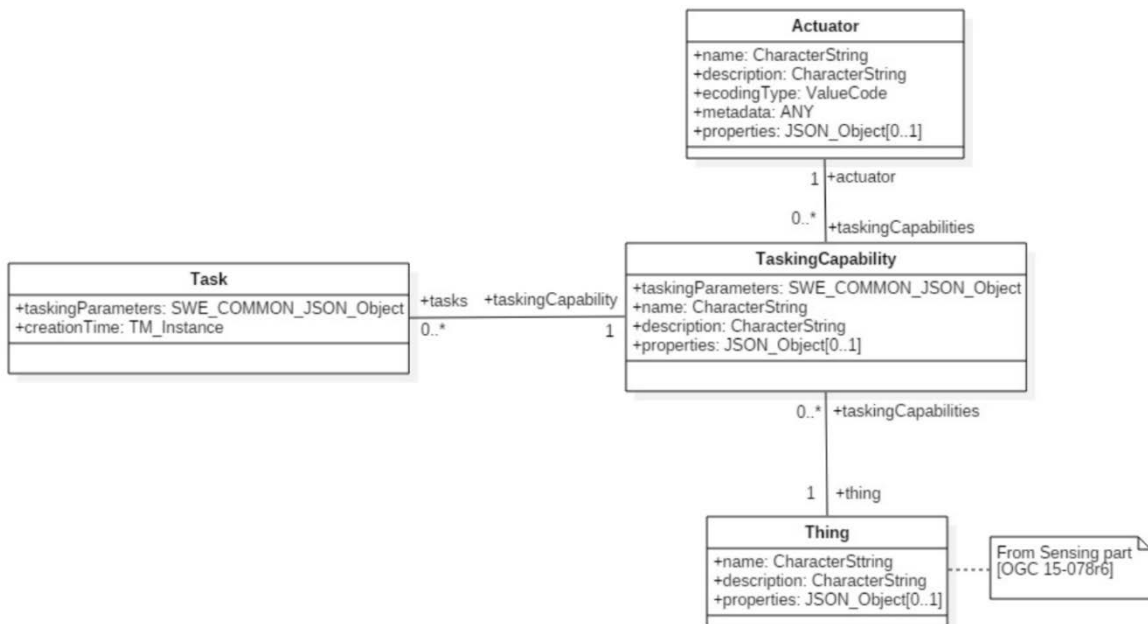 Actuator
+name: CharacterString
+description: CharacterString
+ecodingType: ValueCode
+metadata: ANY
+properties: JSON_Object[0..1]
1
+actuator
0..*
+taskingCapabilities
Task
+taskingParameters: SWE_COMMON_JSON_Object
+creationTime: TM_Instance
+tasks
0..*
+taskingCapability
1
TaskingCapability
+taskingParameters: SWE_COMMON_JSON_Object
+name: CharacterString
+description: CharacterString
+properties: JSON_Object[0..1]
0..*
+taskingCapabilities
1
+thing
Thing
+name: CharacterSttring
+description: CharacterString
+properties: JSON_Object[0..1]
From Sensing part
[OGC 15-078r6]